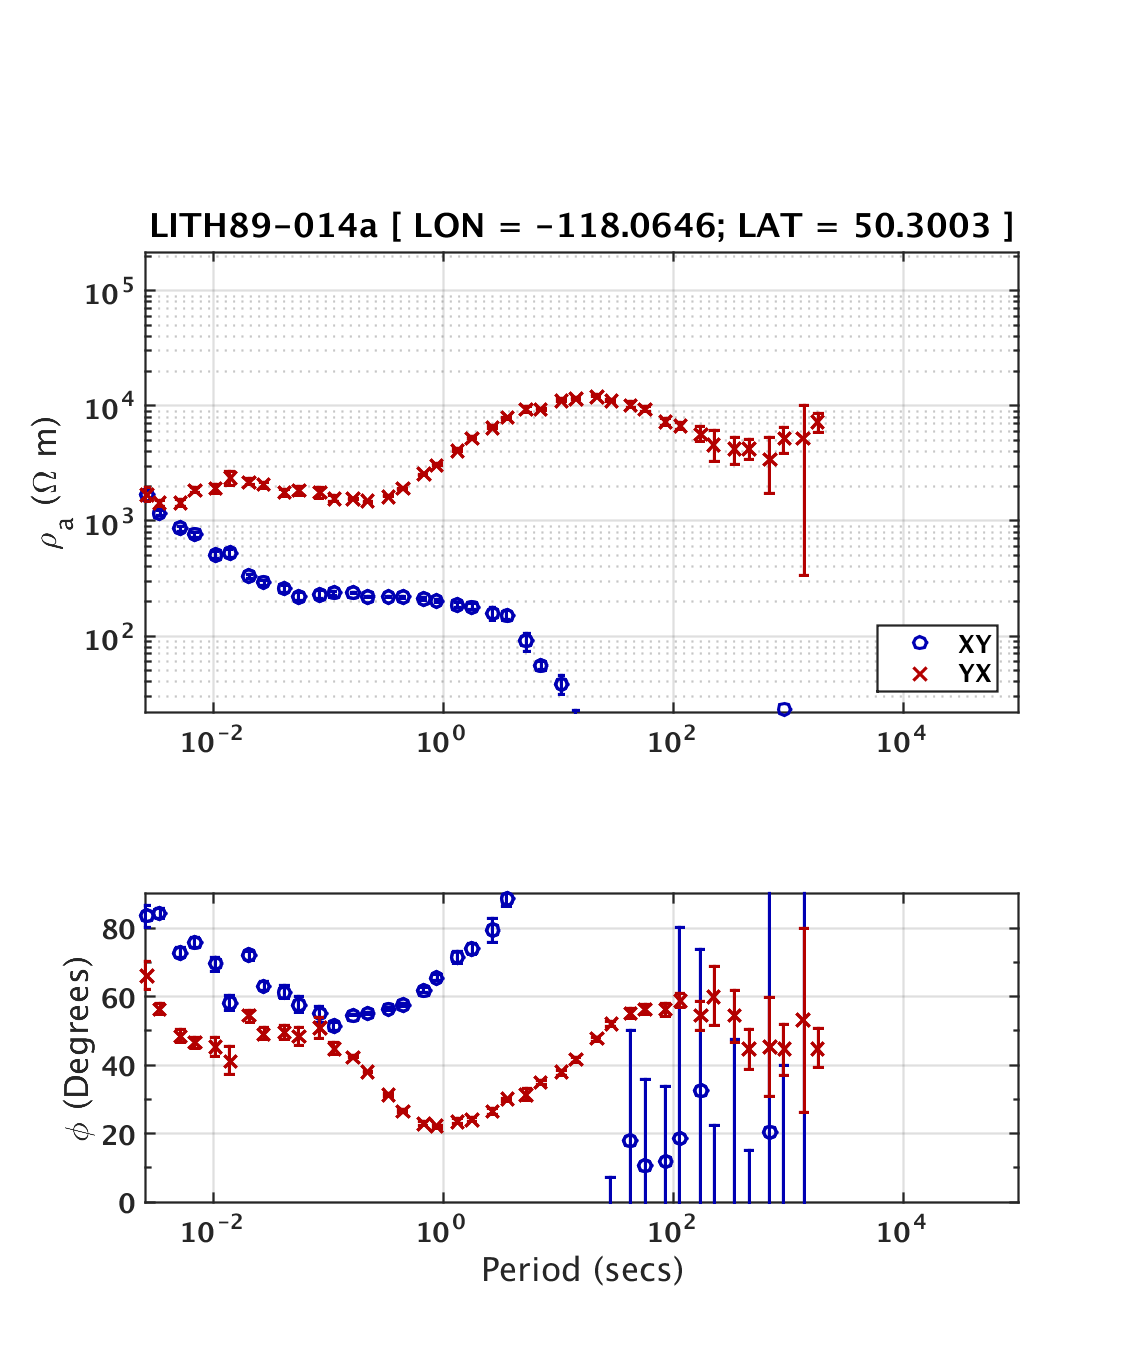 LITH89-014a [ LON = -118.0646; LAT = 50.3003 ]
10^5
10^4
10^3
10^2
ρ_a (Ω m)
XY
YX
10^-2 10^0 10^2 10^4
80
60
40
20
0
ϕ (Degrees)
10^-2 10^0 10^2 10^4
Period (secs)